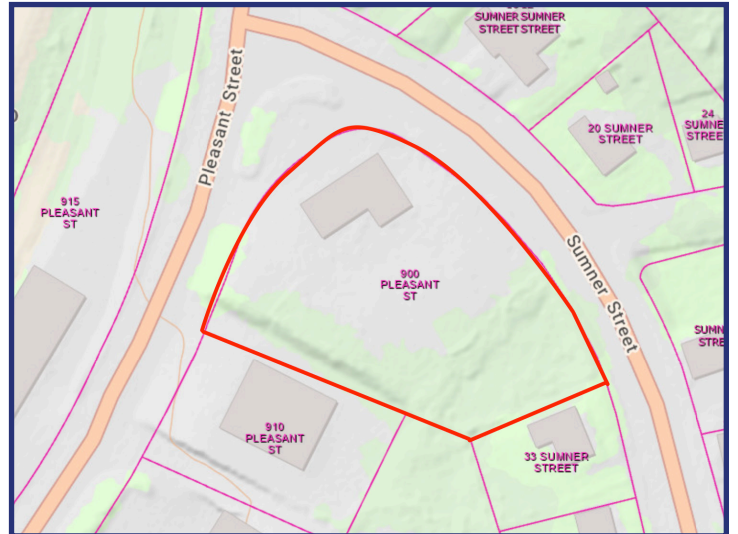 SUMNER SUMNER
STREET STREET
Pleasant Street
20 SUMNER
STREET
24
SUMNE
STREE
915
PLEASANT
ST
900
PLEASANT
ST
Sumner Street
SUMN
STRE
910
PLEASANT
ST
33 SUMNER
STREET